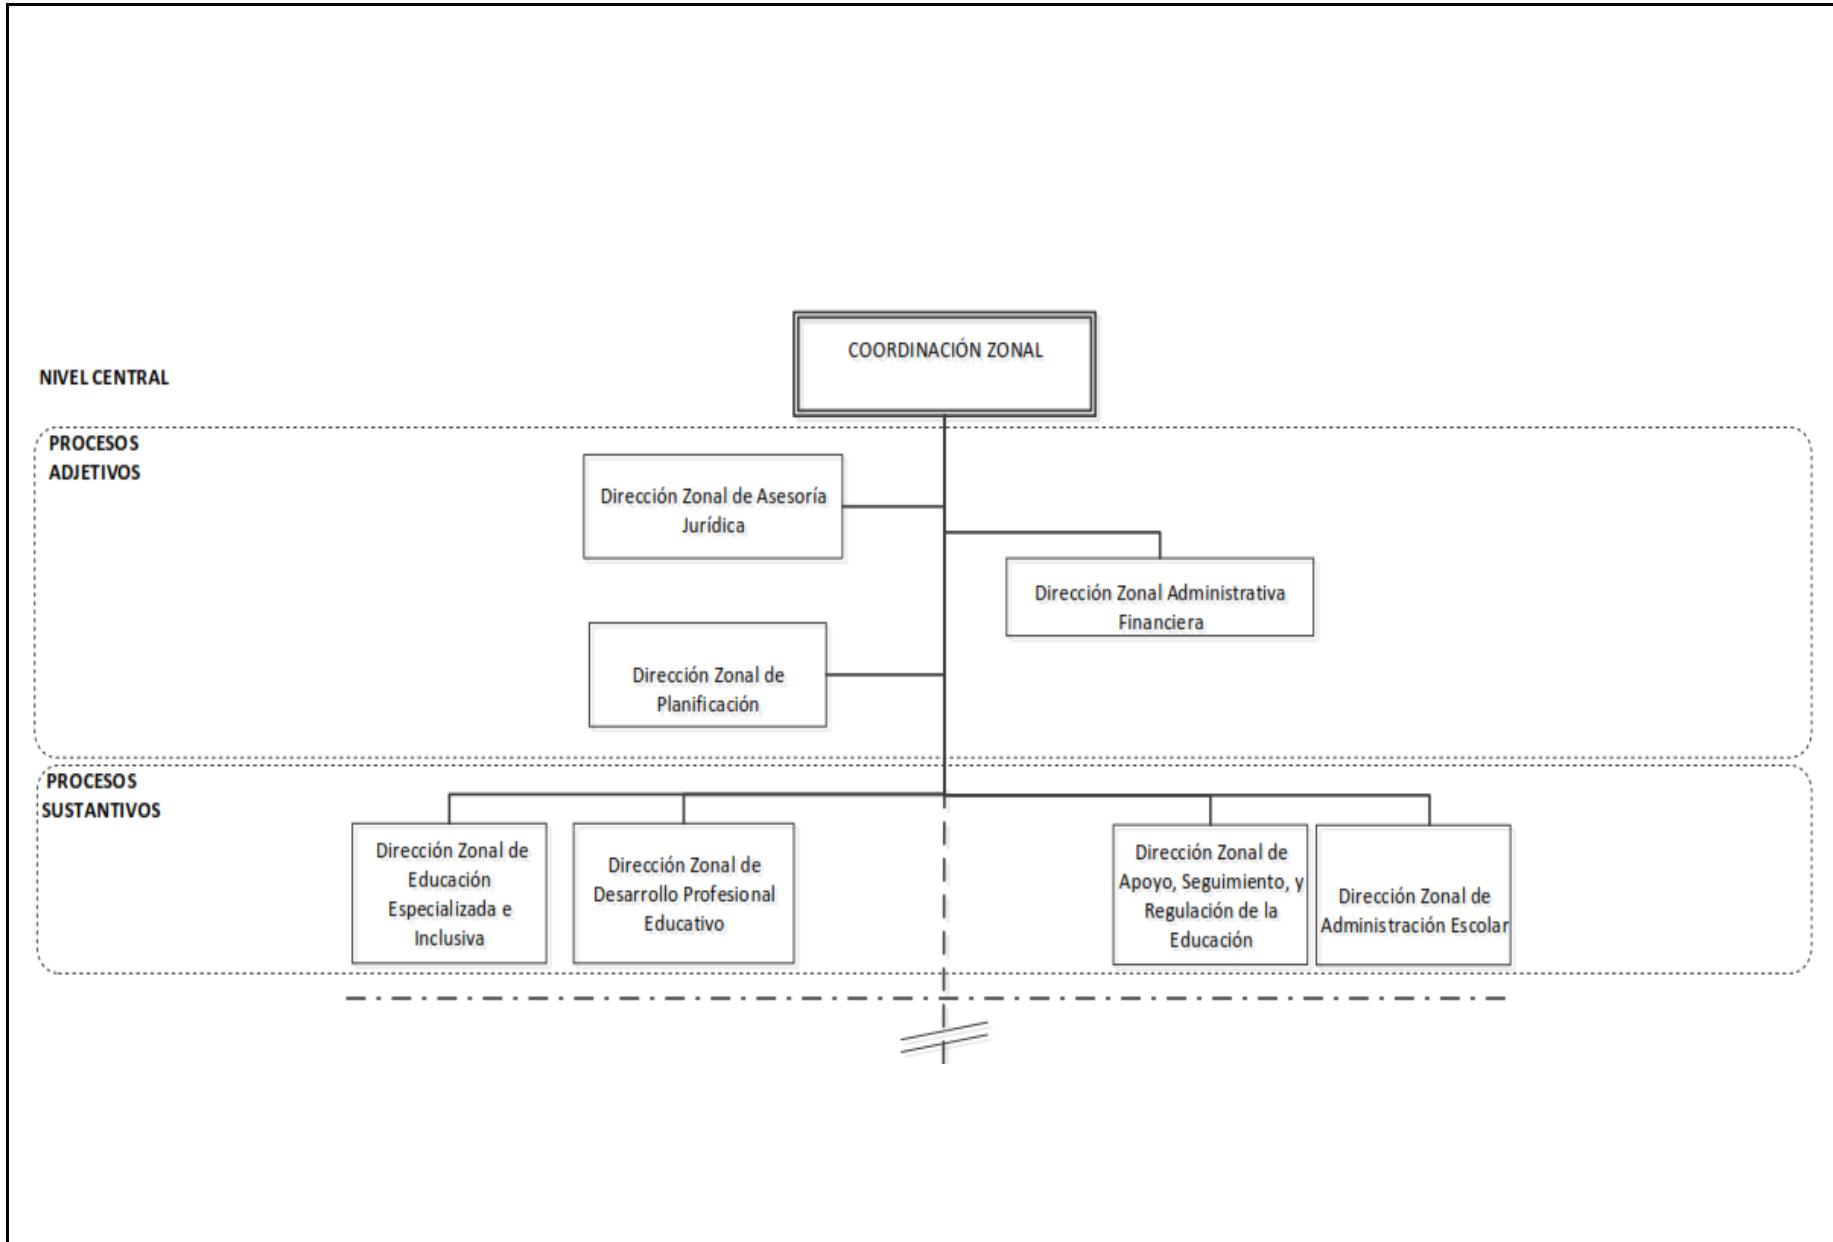 COORDINACIÓN ZONAL
NIVEL CENTRAL
PROCESOS
ADJETIVOS
Dirección Zonal de Asesoría
Jurídica
Dirección Zonal Administrativa
Financiera
Dirección Zonal de
Planificación
PROCESOS
SUSTANTIVOS
Dirección Zonal de
Educación
Especializada e
Inclusiva
Dirección Zonal de
Desarrollo Profesional
Educativo
Dirección Zonal de
Apoyo, Seguimiento, y
Regulación de la
Educación
Dirección Zonal de
Administración Escolar